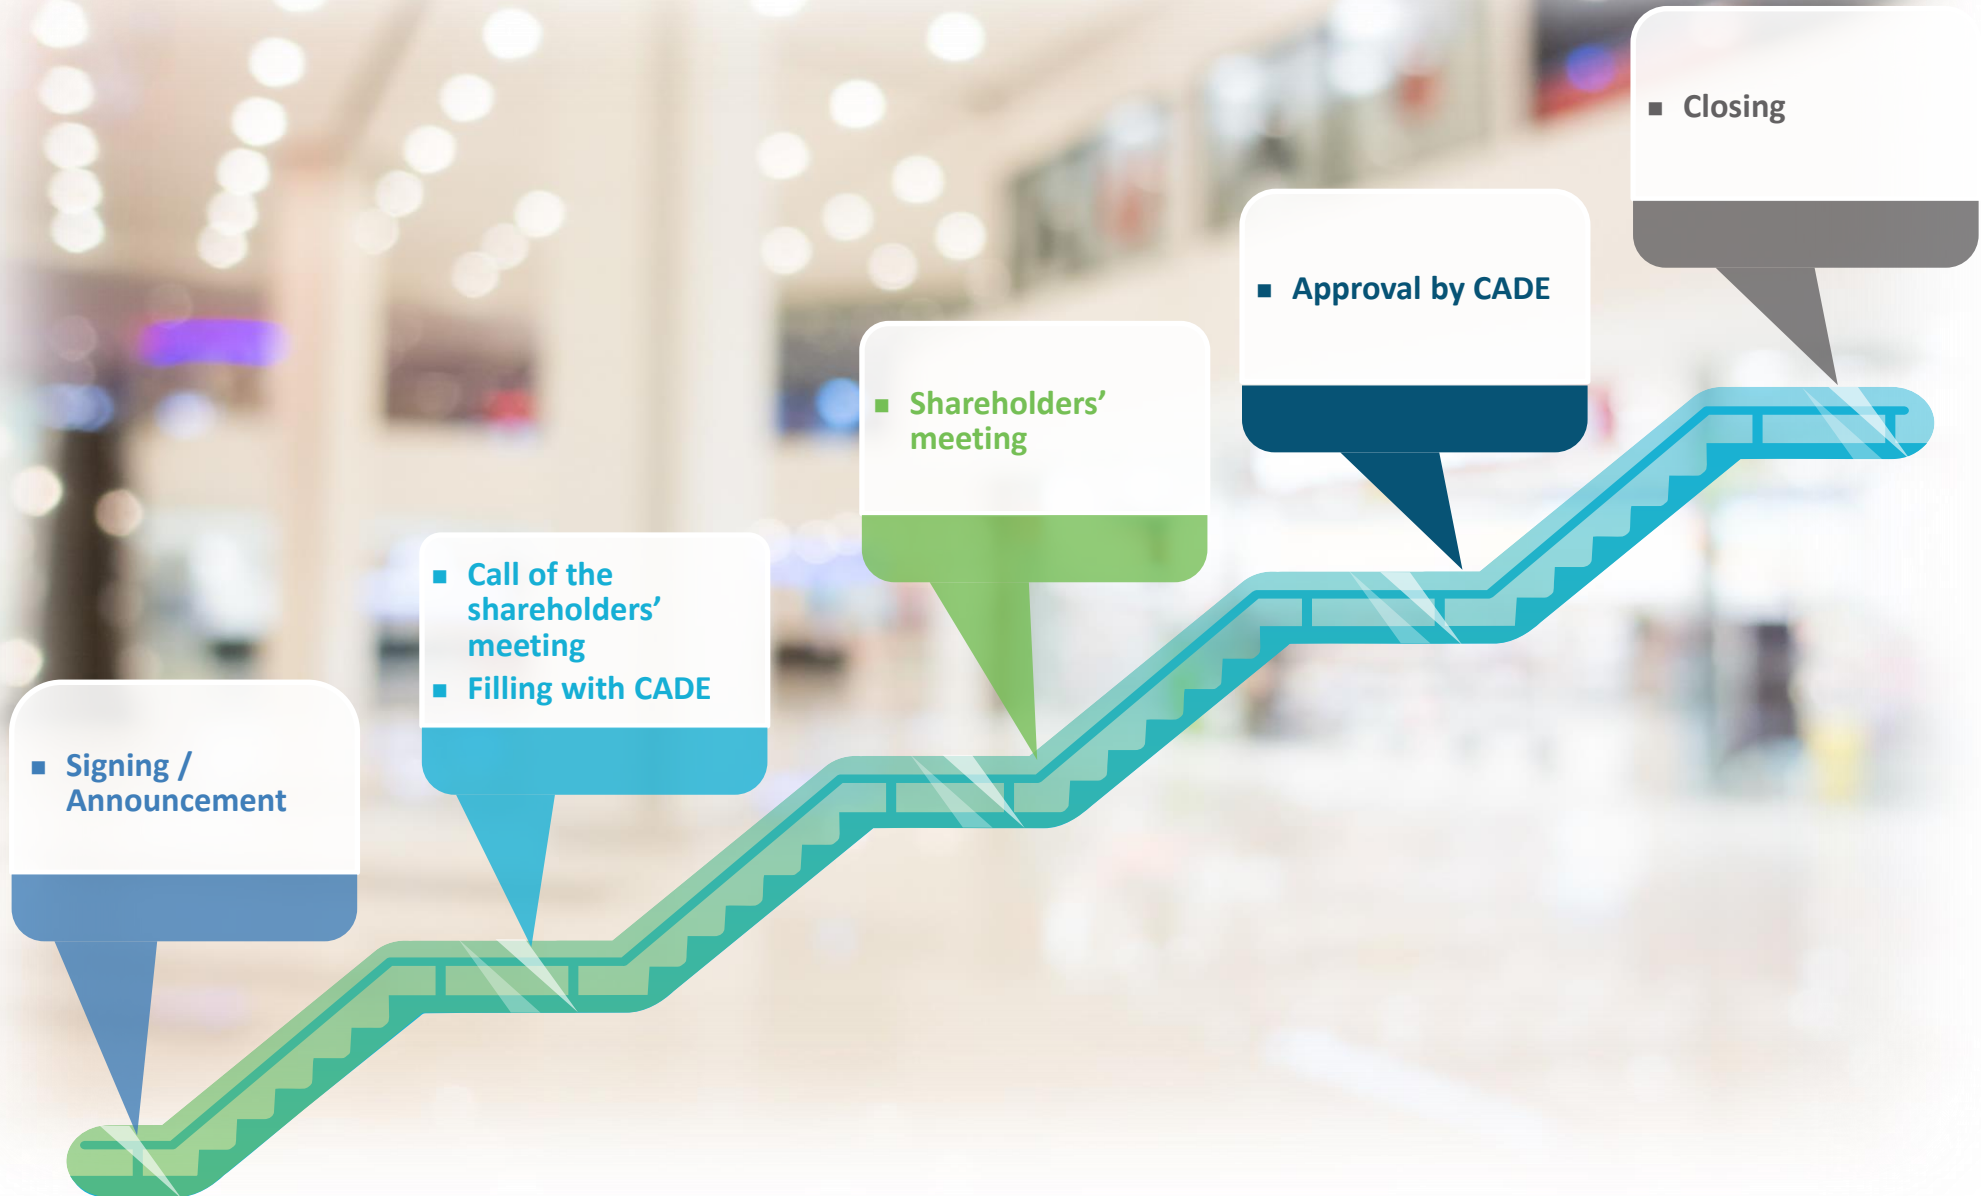 Signing /
Announcement
Call of the
shareholders’
meeting
Filling with CADE
Shareholders’
meeting
Approval by CADE
Closing